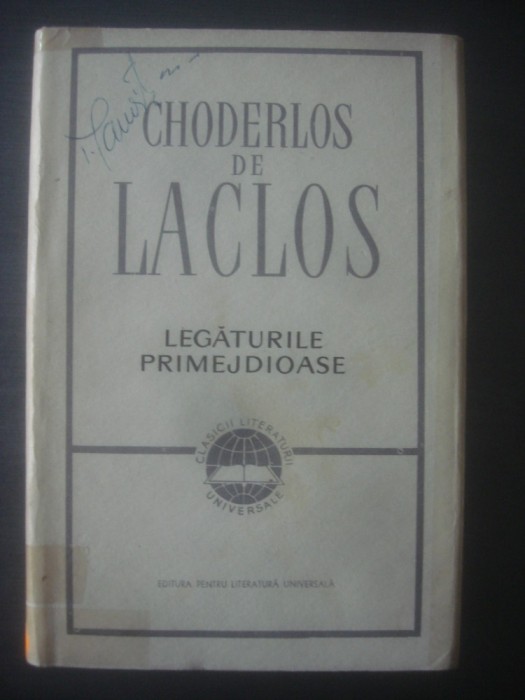 CHODERLOS
DE
LACLOS
LEGĂTURILE
PRIMEJDIOASE
CLASICII LITERATURII
UNIVERSALE
EDITURA PENTRU LITERATURĂ UNIVERSALĂ